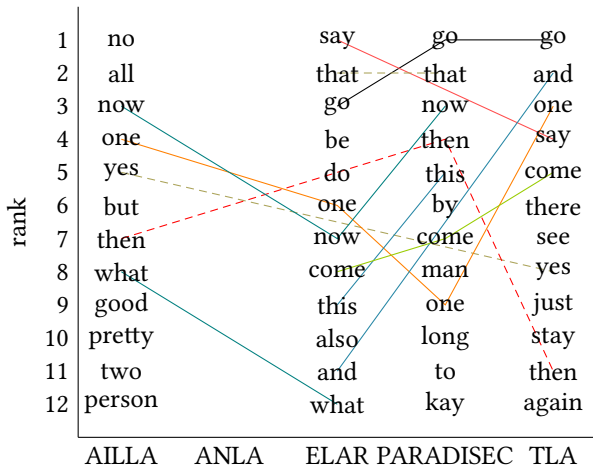 1 no say go go
2 all that that and
3 now go now one
4 one be then say
5 yes do this come
6 but one by there
7 then now come see
8 what come man yes
9 good this one just
10 pretty also long stay
11 two and to then
12 person what kay again
rank
AILLA ANLA ELAR PARADISEC TLA